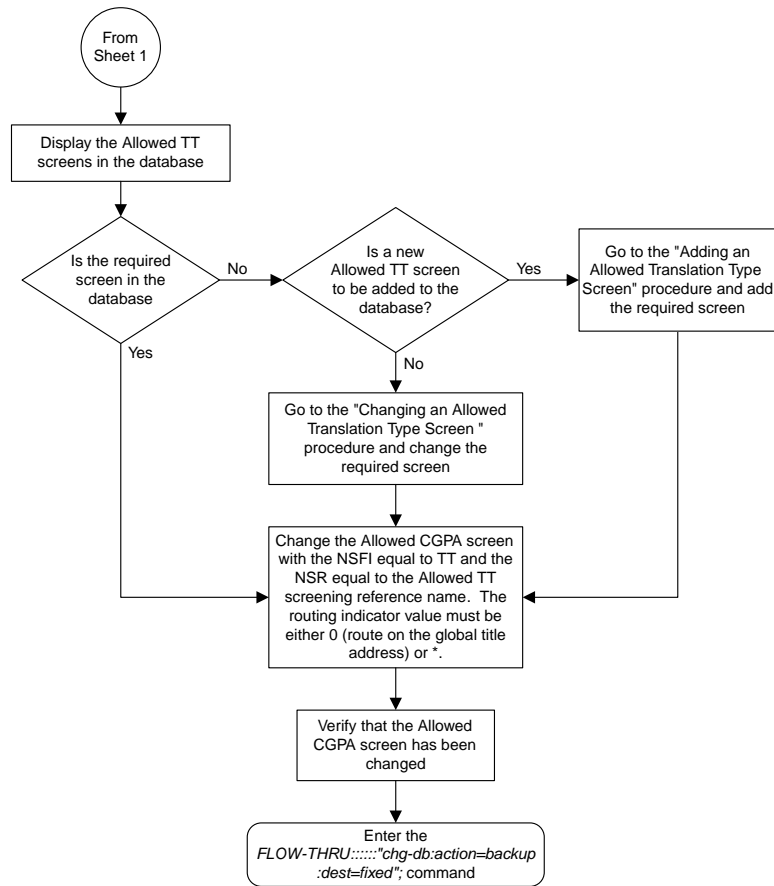 From
Sheet 1
Display the Allowed TT
screens in the database
Is the required
screen in the
database
No
Is a new
Allowed TT screen
to be added to the
database?
Yes
Go to the "Adding an
Allowed Translation Type
Screen" procedure and add
the required screen
Yes
No
Go to the "Changing an Allowed
Translation Type Screen "
procedure and change the
required screen
Change the Allowed CGPA screen
with the NSFI equal to TT and the
NSR equal to the Allowed TT
screening reference name. The
routing indicator value must be
either 0 (route on the global title
address) or *.
Verify that the Allowed
CGPA screen has been
changed
Enter the
FLOW-THRU::::::"chg-db:action=backup
:dest=fixed"; command